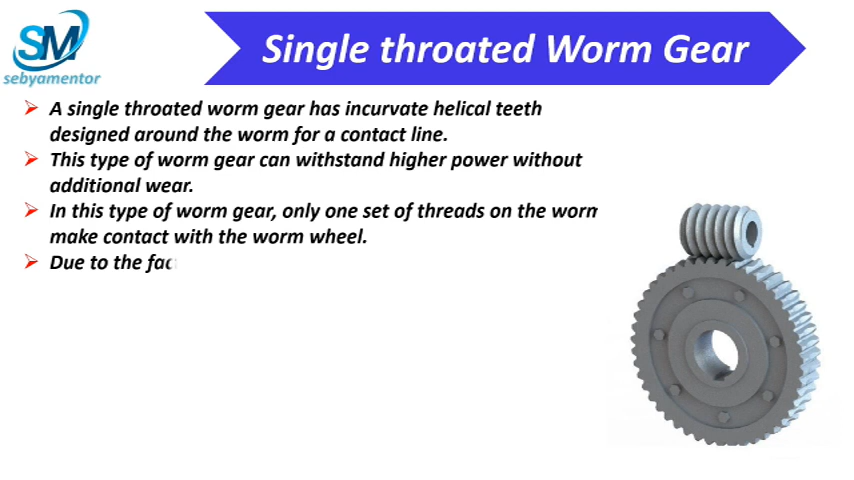 SM
sebyamentor
Single throated Worm Gear
A single throated worm gear has incurvate helical teeth
designed around the worm for a contact line.
This type of worm gear can withstand higher power without
additional wear.
In this type of worm gear, only one set of threads on the worm
make contact with the worm wheel.
Due to the fac